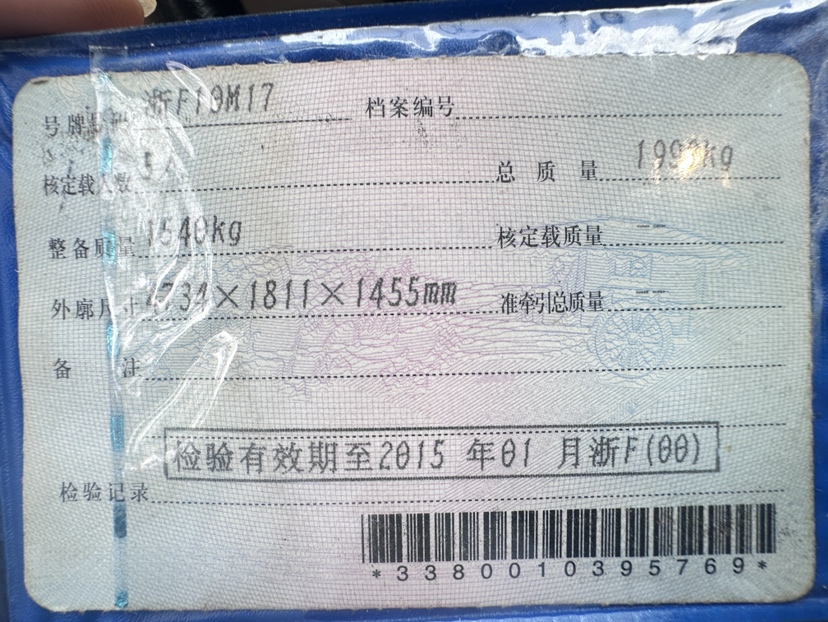 号牌号码 浙F19M17 档案编号
核定载人数 5人 总质量 kg
整备质量 1540kg 核定载质量 --
外廓尺寸 4734×1811×1455mm 准牵引总质量 --
备注
检验有效期至2015 年01 月浙F(00)
检验记录
*3380010395769*